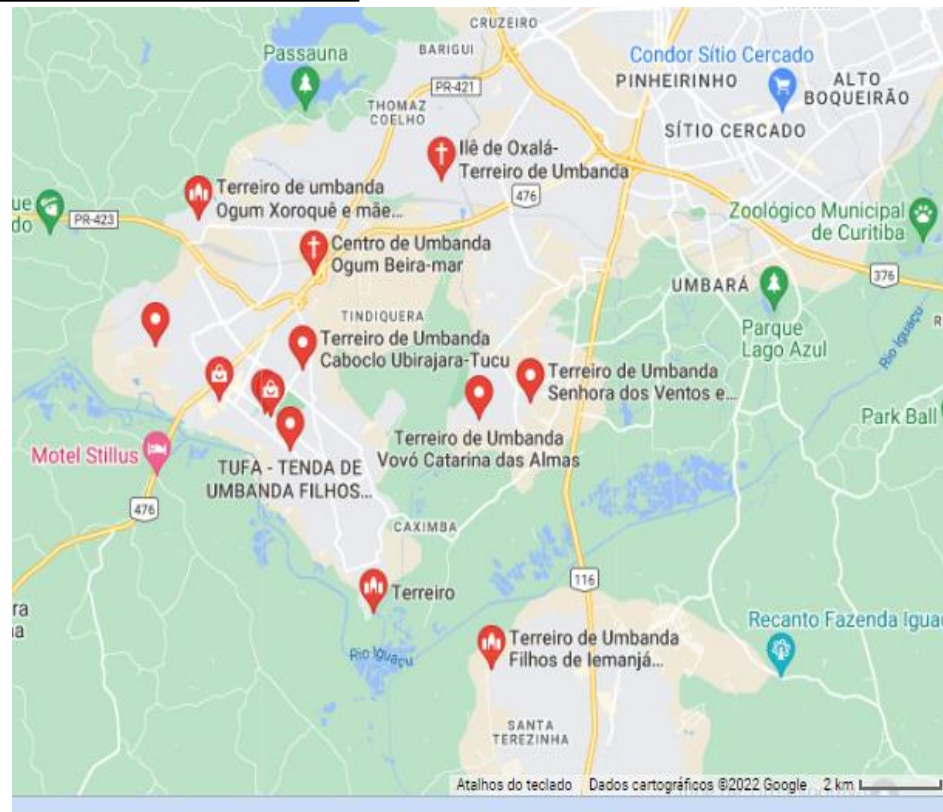 CRUZEIRO
Passauna
BARIGUI
Condor Sítio Cercado
PINHEIRINHO
ALTO
BOQUEIRÃO
PR-421
THOMAZ
COELHO
SÍTIO CERCADO
Ilê de Oxalá-
Terreiro de Umbanda
476
Terreiro de umbanda
Ogum Xoroquê e mãe...
ue
do
PR-423
Zoológico Municipal
de Curitiba
Centro de Umbanda
Ogum Beira-mar
376
UMBARÁ
TINDIQUERA
Parque
Lago Azul
Rio Iguaçu
R
Terreiro de Umbanda
Caboclo Ubirajara-Tucu
Terreiro de Umbanda
Senhora dos Ventos e...
Park Ball
Terreiro de Umbanda
Vovó Catarina das Almas
Motel Stillus
TUFA - TENDA DE
UMBANDA FILHOS...
476
CAXIMBA
116
Terreiro
ra
a
Recanto Fazenda Igua
Terreiro de Umbanda
Filhos de Iemanjá...
Rio Iguaçu
SANTA
TEREZINHA
Atalhos do teclado Dados cartográficos ©2022 Google 2 km